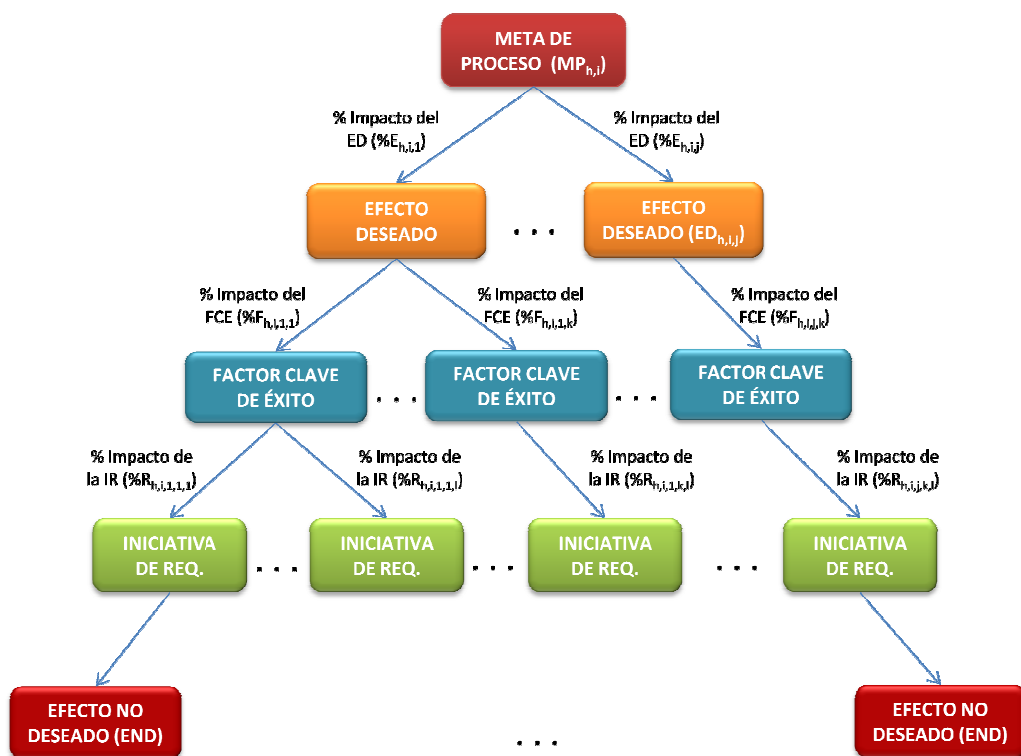 META DE
PROCESO (MPh,i)
% Impacto del
ED (%Eh,i,1)
% Impacto del
ED (%Eh,i,j)
EFECTO
DESEADO
. . .
EFECTO
DESEADO (EDh,i,j)
% Impacto del
FCE (%Fh,i,1,1)
% Impacto del
FCE (%Fh,i,1,k)
% Impacto del
FCE (%Fh,i,j,k)
FACTOR CLAVE
DE ÉXITO
. . .
FACTOR CLAVE
DE ÉXITO
. . .
FACTOR CLAVE
DE ÉXITO
% Impacto de
la IR (%Rh,i,1,1,1)
% Impacto de
la IR (%Rh,i,1,1,l)
% Impacto de
la IR (%Rh,i,1,k,l)
% Impacto de
la IR (%Rh,i,j,k,l)
INICIATIVA
DE REQ.
. . .
INICIATIVA
DE REQ.
. . .
INICIATIVA
DE REQ.
. . .
INICIATIVA
DE REQ.
EFECTO NO
DESEADO (END)
. . .
EFECTO NO
DESEADO (END)